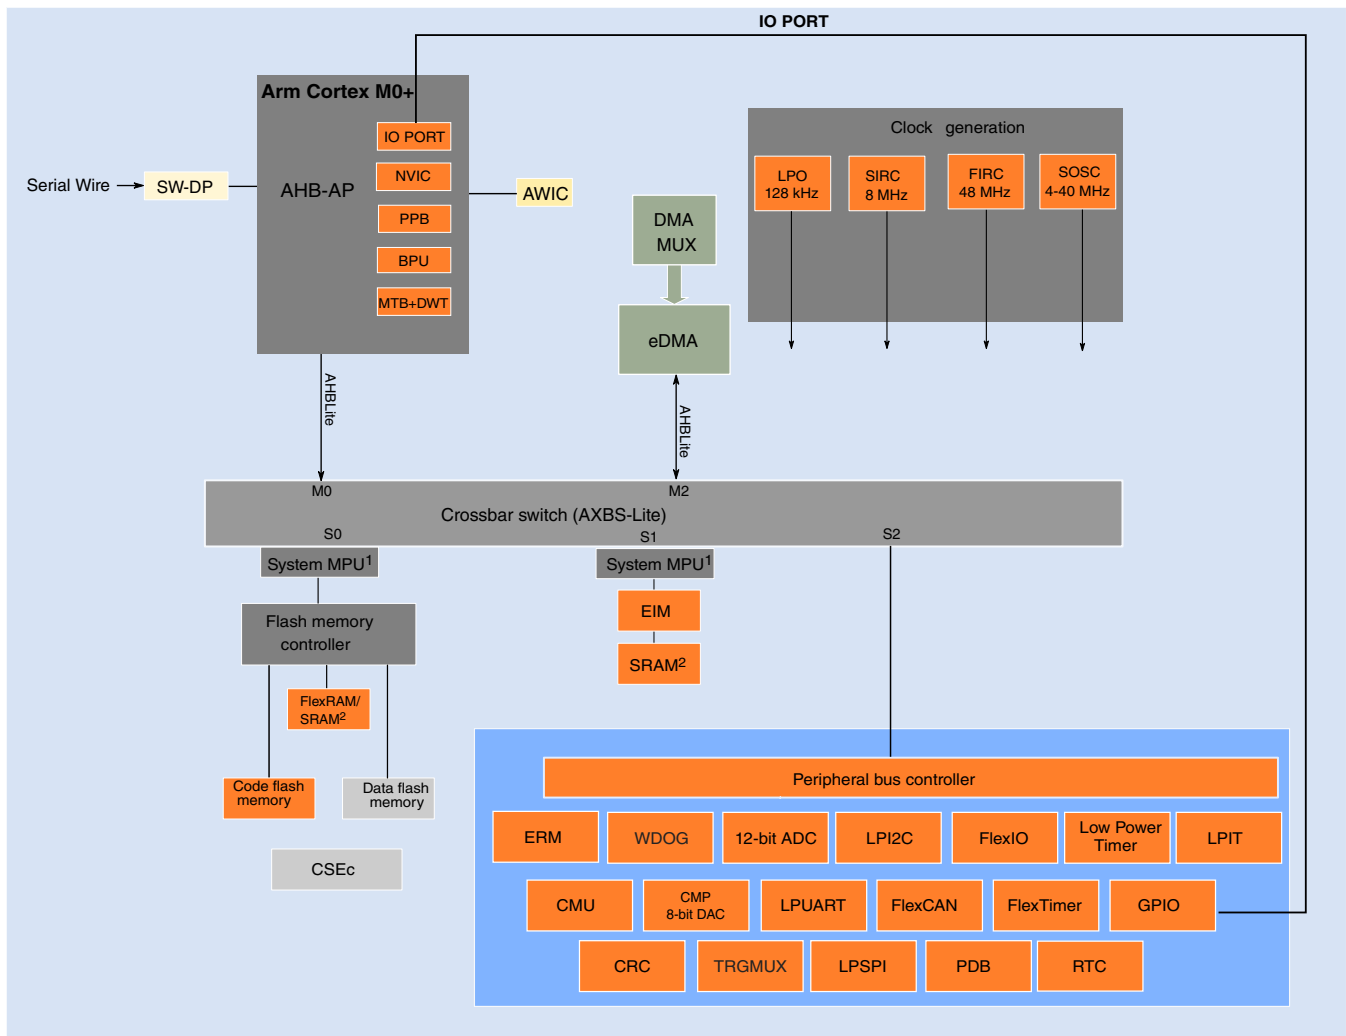 IO PORT
Arm Cortex M0+
IO PORT
NVIC
AHB-AP
PPB
BPU
MTB+DWT
Serial Wire
SW-DP
AWIC
DMA
MUX
eDMA
Clock generation
LPO
128 kHz
SIRC
8 MHz
FIRC
48 MHz
SOSC
4-40 MHz
AHBLite
AHBLite
M0
M2
Crossbar switch (AXBS-Lite)
S0
S1
S2
System MPU1
System MPU1
Flash memory
controller
EIM
SRAM2
FlexRAM/
SRAM2
Code flash
memory
Data flash
memory
CSEc
Peripheral bus controller
ERM
WDOG
12-bit ADC
LPI2C
FlexIO
Low Power
Timer
LPIT
CMU
CMP
8-bit DAC
LPUART
FlexCAN
FlexTimer
GPIO
CRC
TRGMUX
LPSPI
PDB
RTC